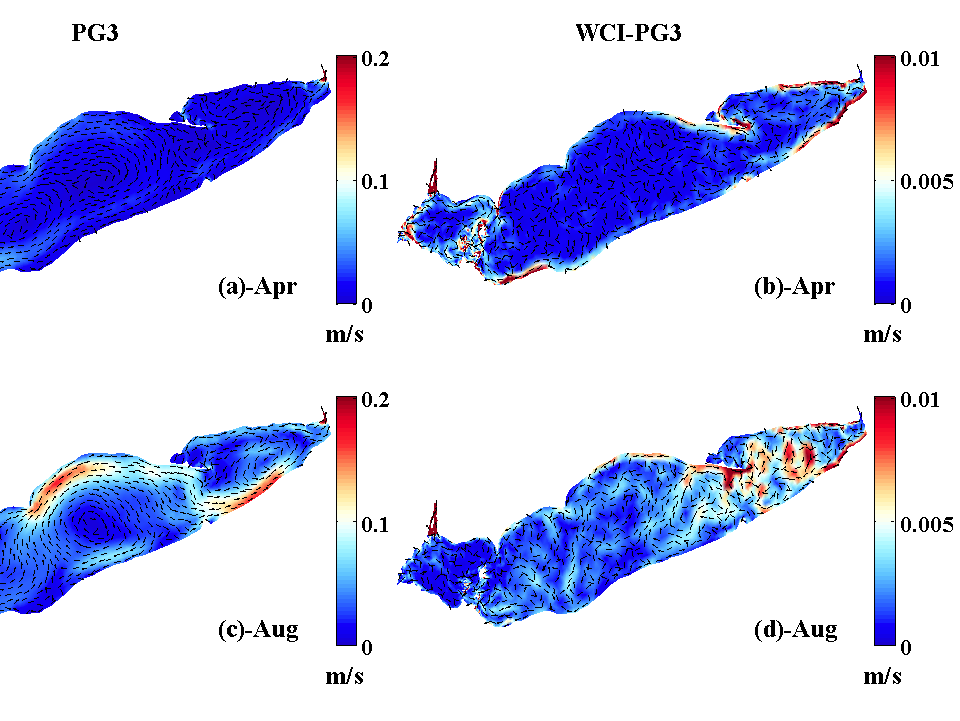 PG3
WCI-PG3
0.2
0.1
0
m/s
(a)-Apr
0.01
0.005
0
m/s
(b)-Apr
0.2
0.1
0
m/s
(c)-Aug
0.01
0.005
0
m/s
(d)-Aug